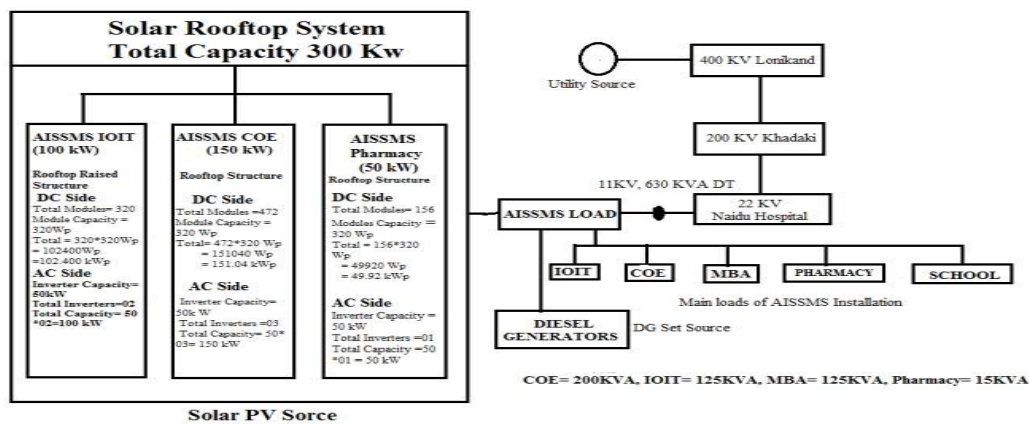 Solar Rooftop System
Total Capacity 300 Kw
AISSMS IOIT
(100 kW)
Rooftop Raised
Structure
DC Side
Total Modules= 320
Module Capacity =
320Wp
Total = 320*320Wp
= 102400Wp
=102.400 kWp
AC Side
Inverter Capacity=
50kW
Total Inverters=02
Total Capacity= 50
*02=100 kW
AISSMS COE
(150 kW)
Rooftop Structure
DC Side
Total Modules =472
Module Capacity =
320 Wp
Total= 472*320 Wp
= 151040 Wp
= 151.04 kWp
AC Side
Inverter Capacity=
50k W
Total Inverters =03
Total Capacity= 50*
03= 150 kW
AISSMS
Pharmacy
(50 kW)
Rooftop Structure
DC Side
Total Modules= 156
Modules Capacity =
320 Wp
Total = 156*320
Wp
= 49920 Wp
= 49.92 kWp
AC Side
Inverter Capacity =
50 kW
Total Inverters =01
Total Capacity =50
*01 = 50 kW
Solar PV Sorce
Utility Source
400 KV Lonikand
200 KV Khadaki
11KV, 630 KVA DT
22 KV
Naidu Hospital
AISSMS LOAD
IOIT
COE
MBA
PHARMACY
SCHOOL
Main loads of AISSMS Installation
DIESEL
GENERATORS
DG Set Source
COE= 200KVA, IOIT= 125KVA, MBA= 125KVA, Pharmacy= 15KVA